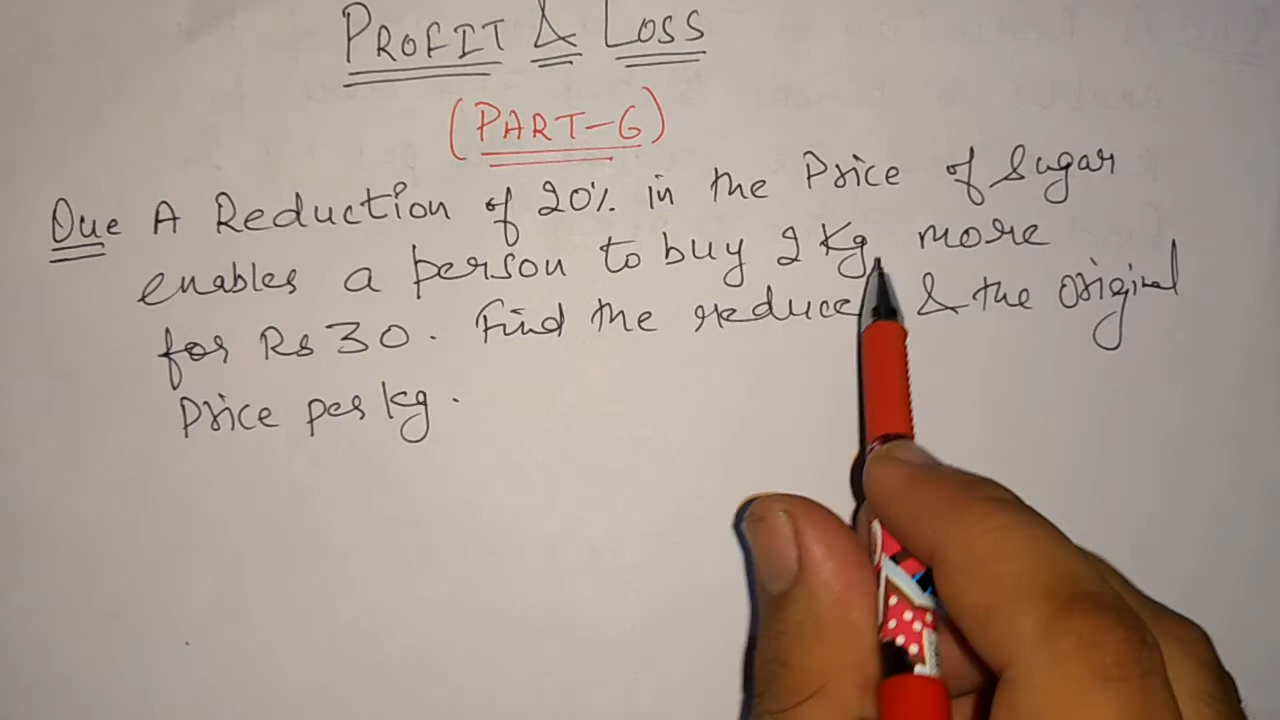 PROFIT & LOSS
(PART-6)
Que A Reduction of 20% in the Price of Sugar
enables a person to buy 2 Kg more
for Rs 30. Find the reduce & the original
Price per kg.